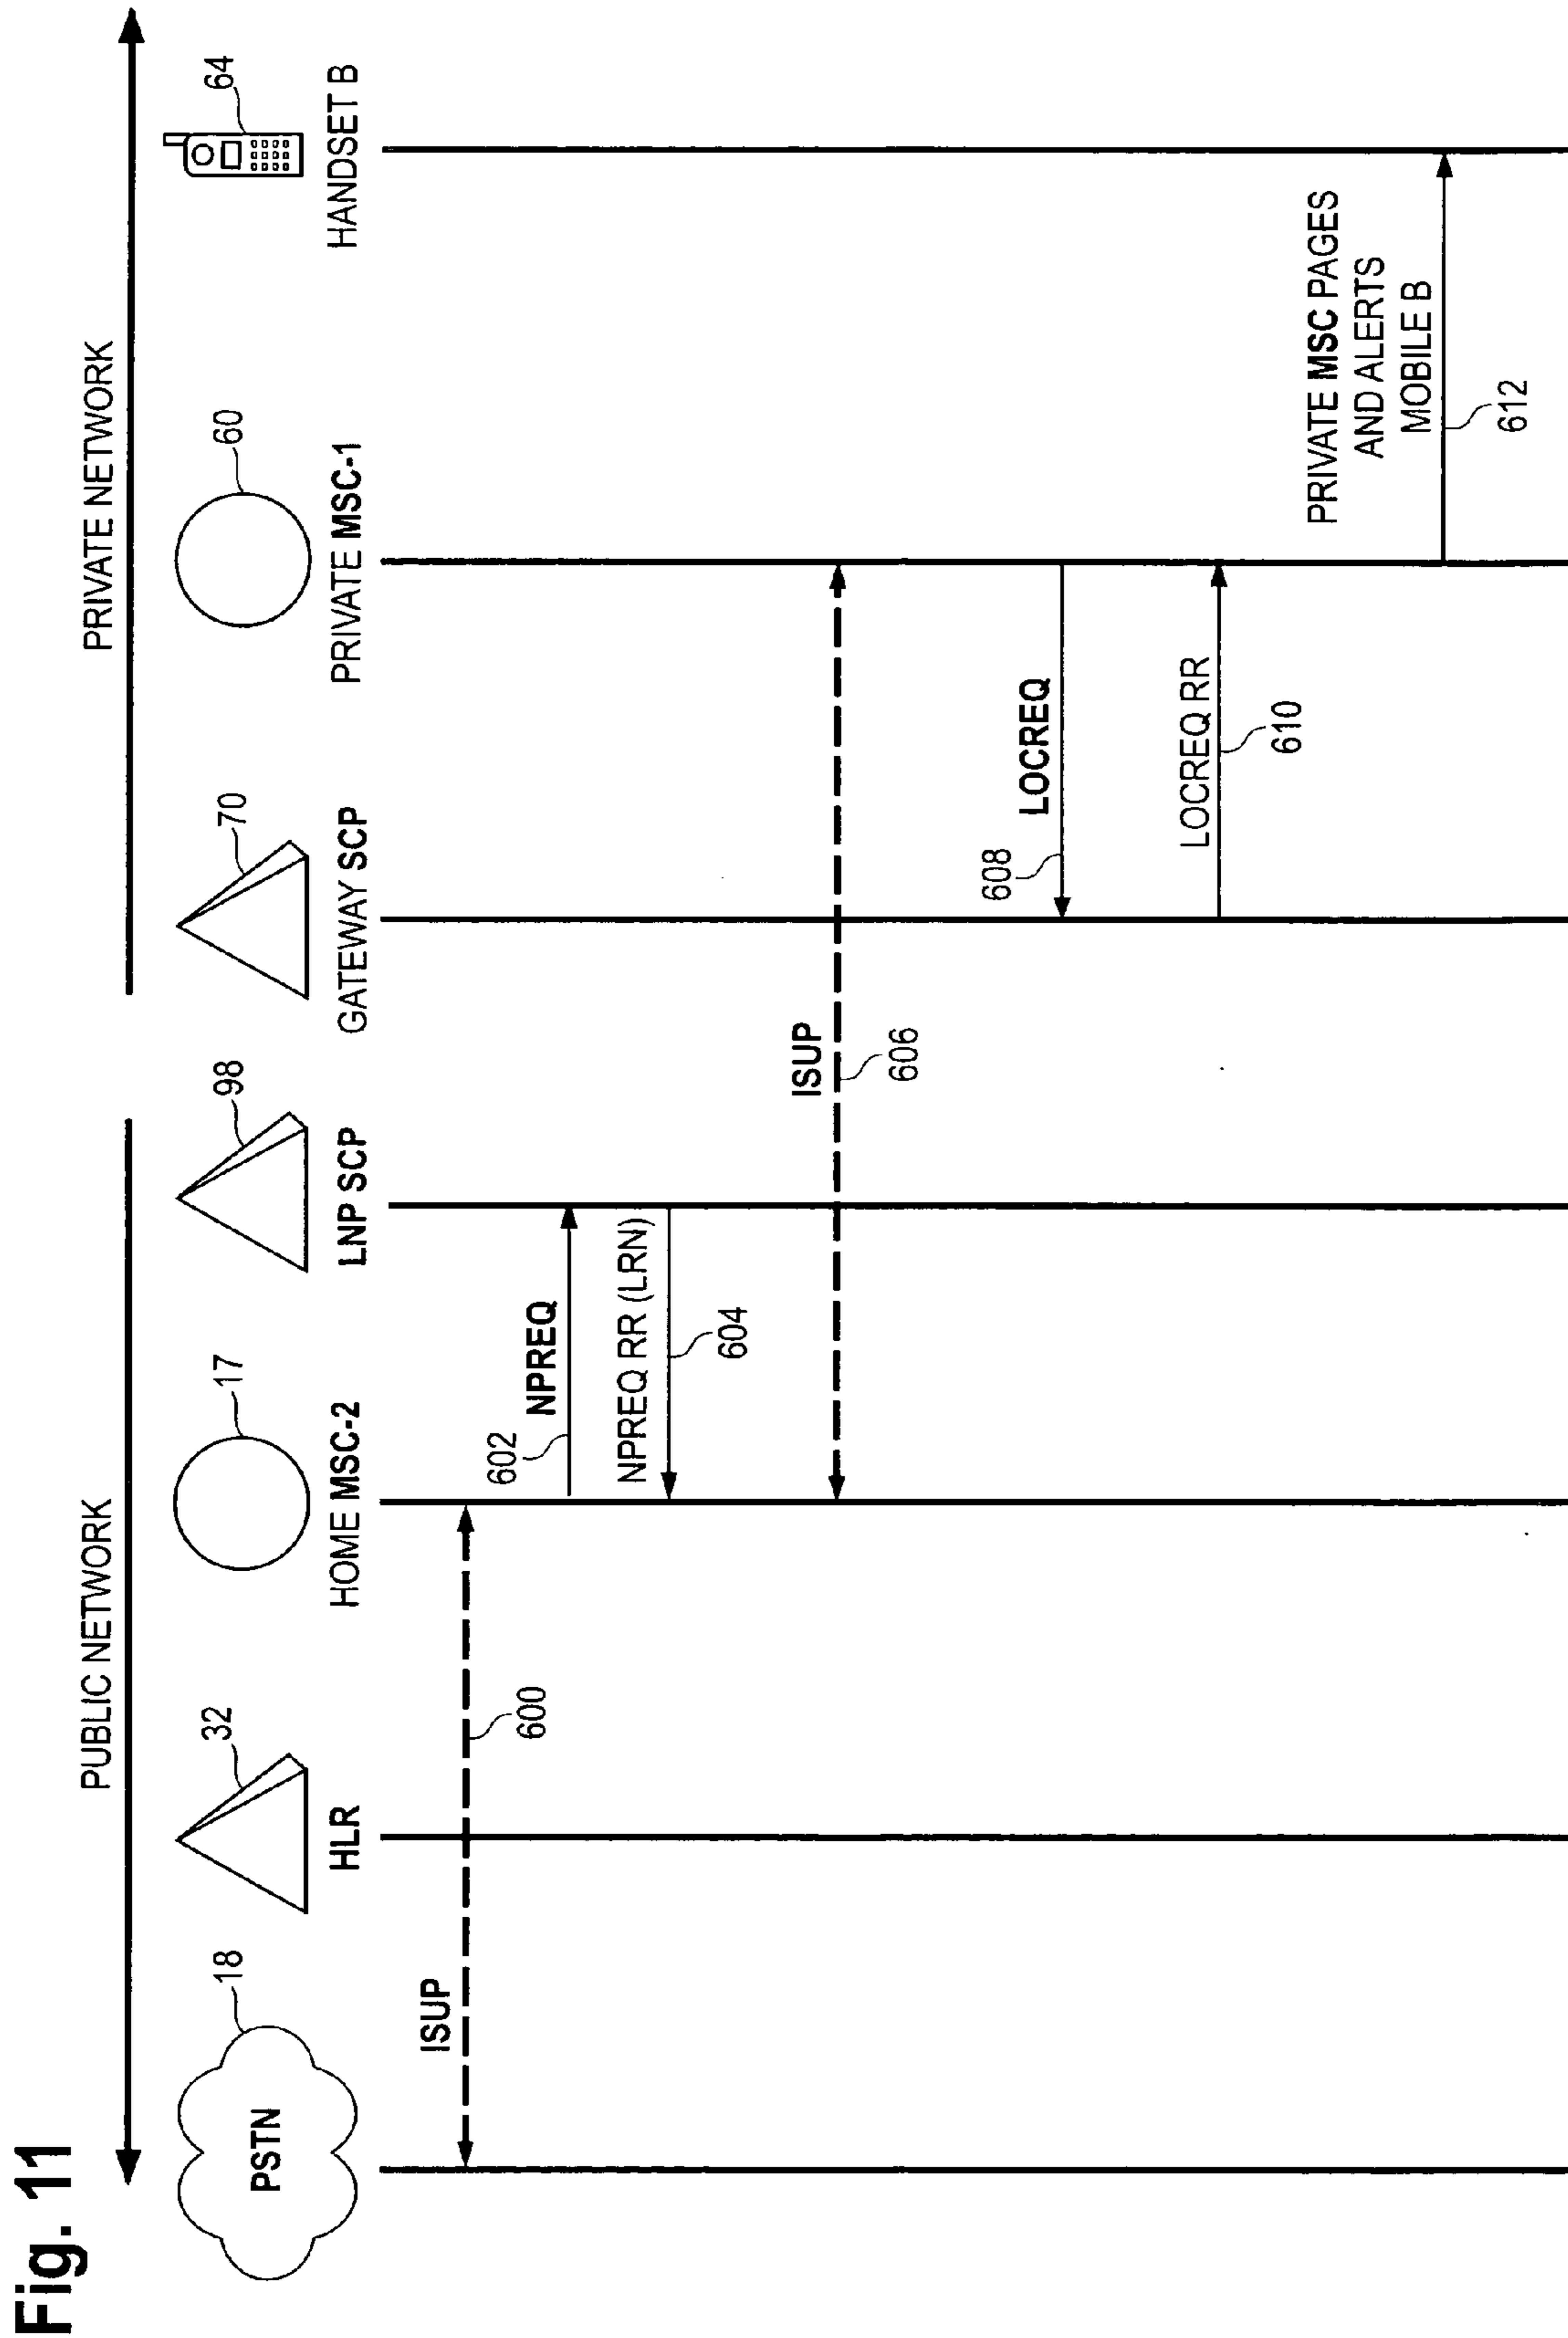 Fig. 11
PUBLIC NETWORK
PRIVATE NETWORK
18
32
17
98
70
60
64
PSTN
HLR
HOME MSC-2
LNP SCP
GATEWAY SCP
PRIVATE MSC-1
HANDSET B
ISUP
600
602
NPREQ
NPREQ RR (LRN)
604
ISUP
606
608
LOCREQ
LOCREQ RR
610
PRIVATE MSC PAGES
AND ALERTS
MOBILE B
612